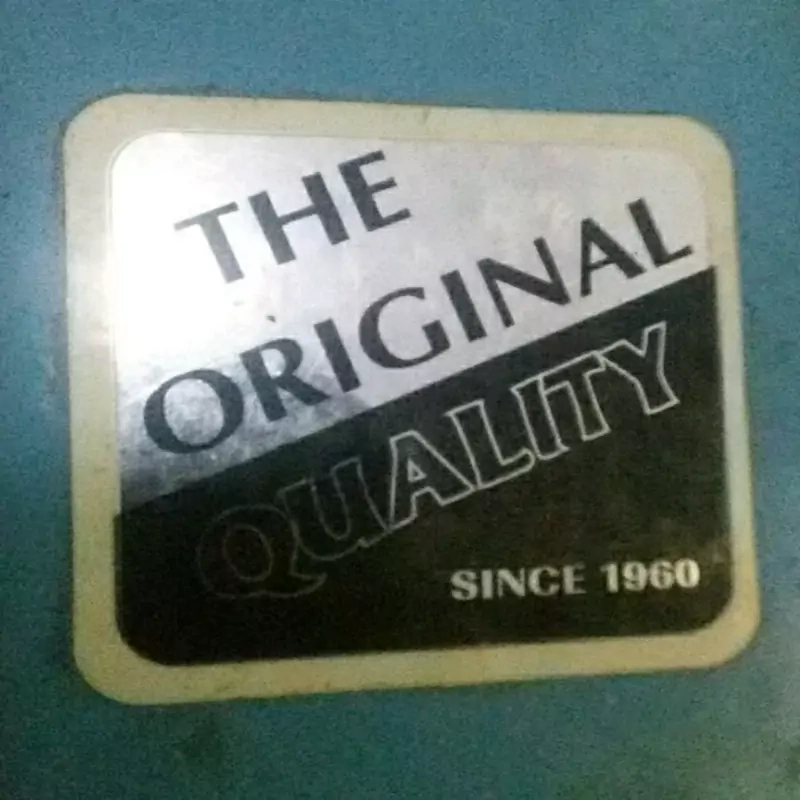 THE
ORIGINAL
QUALITY
SINCE 1960